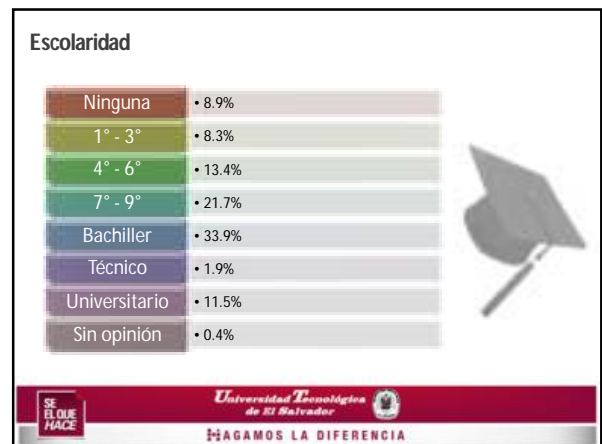 Escolaridad
Ninguna • 8.9%
1° - 3° • 8.3%
4° - 6° • 13.4%
7° - 9° • 21.7%
Bachiller • 33.9%
Técnico • 1.9%
Universitario • 11.5%
Sin opinión • 0.4%
SE
EL QUE
HACE
Universidad Tecnológica
de El Salvador
HAGAMOS LA DIFERENCIA